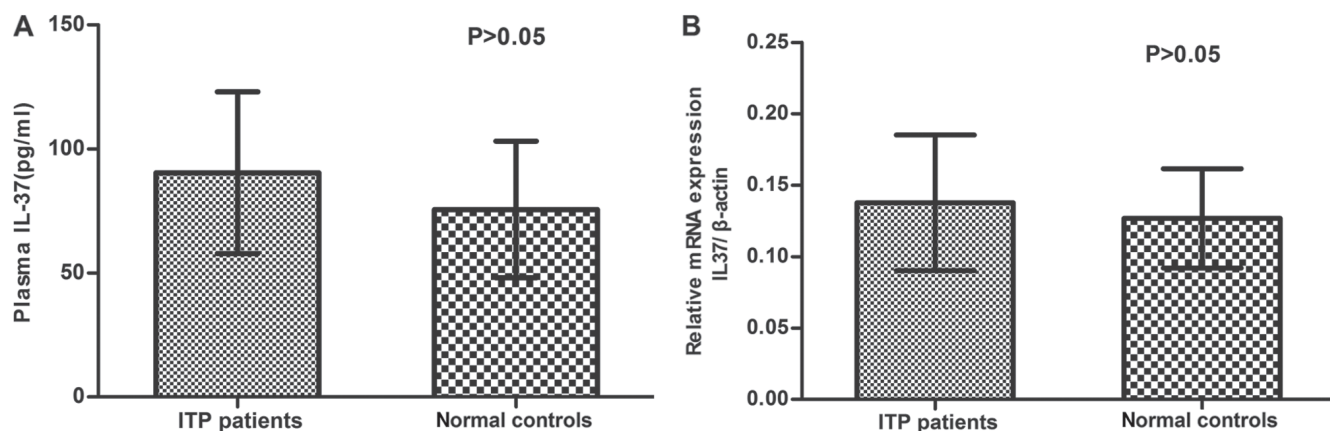 A
P>0.05
Plasma IL-37(pg/ml)
150
100
50
0
ITP patients
Normal controls
B
P>0.05
Relative mRNA expression
IL37/ β-actin
0.25
0.20
0.15
0.10
0.05
0.00
ITP patients
Normal controls